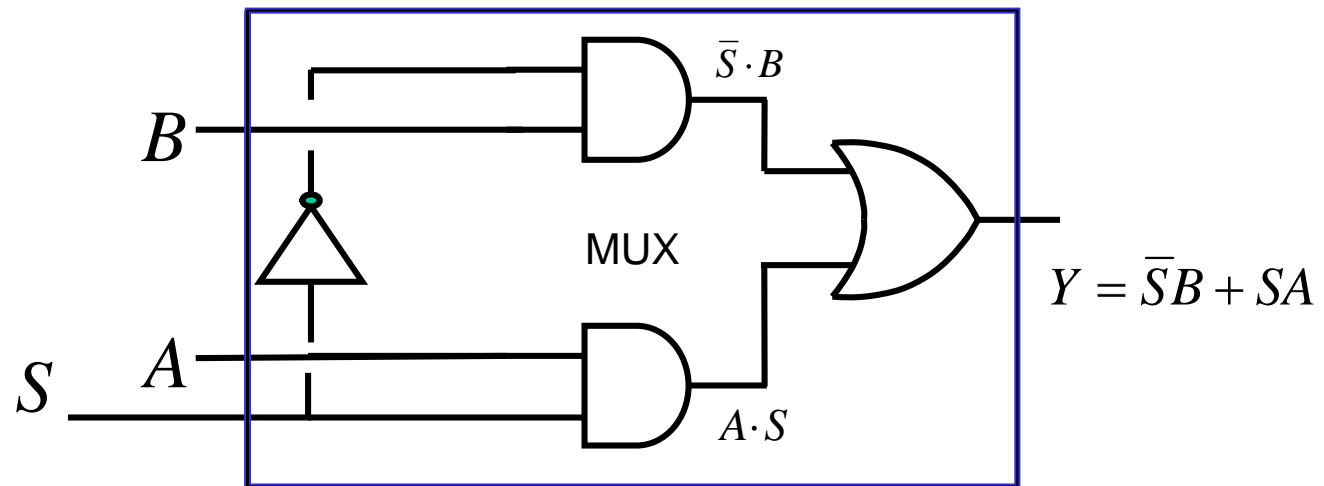 S̅ · B
B
MUX
Y = S̅B + SA
A
S
A · S